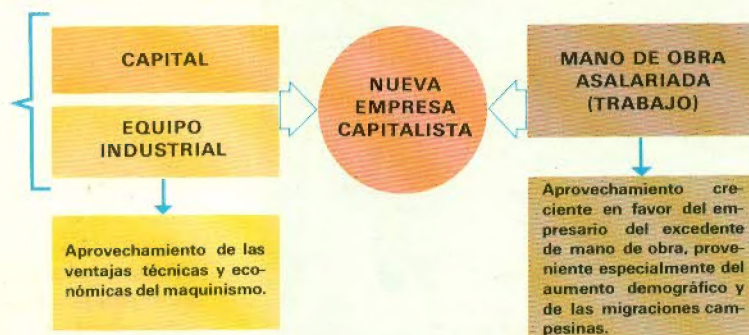 CAPITAL
EQUIPO
INDUSTRIAL
Aprovechamiento de las
ventajas técnicas y eco-
nómicas del maquinismo.
NUEVA
EMPRESA
CAPITALISTA
MANO DE OBRA
ASALARIADA
(TRABAJO)
Aprovechamiento cre-
ciente en favor del em-
presario del excedente
de mano de obra, prove-
niente especialmente del
aumento demográfico y
de las migraciones cam-
pesinas.